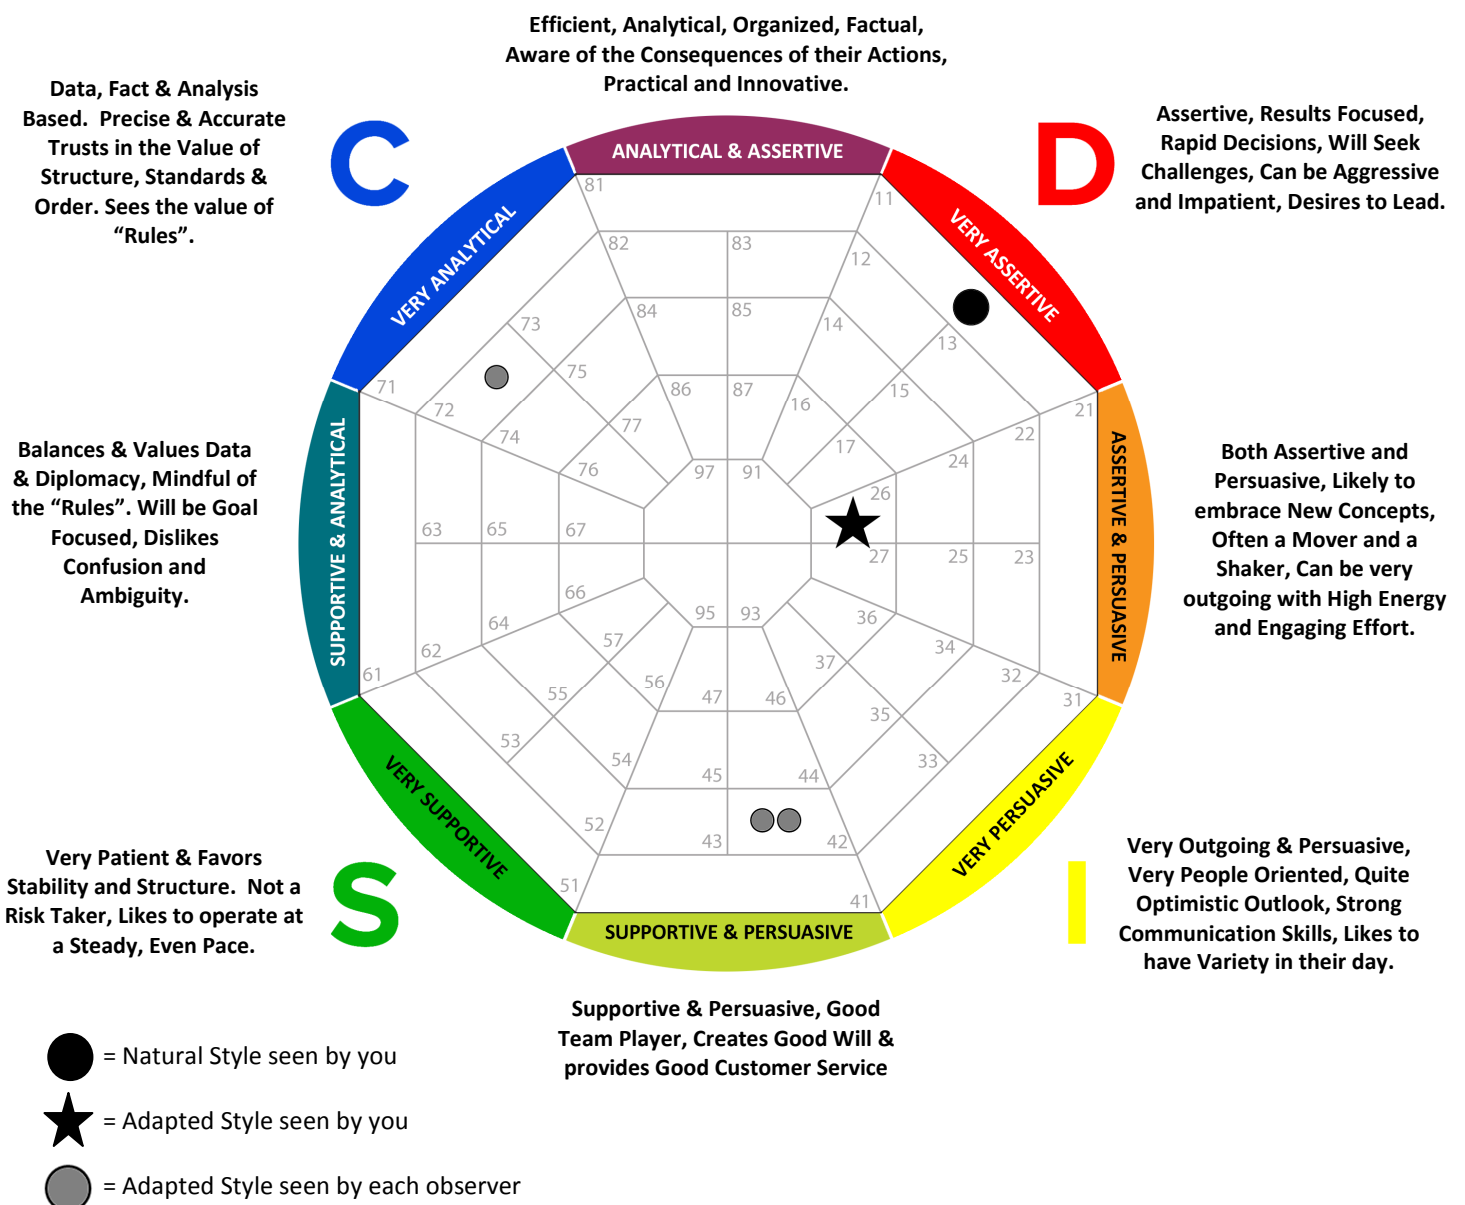 Efficient, Analytical, Organized, Factual,
Aware of the Consequences of their Actions,
Practical and Innovative.
Data, Fact & Analysis
Based.  Precise & Accurate
Trusts in the Value of
Structure, Standards &
Order. Sees the value of
“Rules”.
C
D
Assertive, Results Focused,
Rapid Decisions, Will Seek
Challenges, Can be Aggressive
and Impatient, Desires to Lead.
ANALYTICAL & ASSERTIVE
VERY ANALYTICAL
VERY ASSERTIVE
81
11
82
83
12
84
85
14
73
13
75
15
71
72
86
87
16
21
74
77
17
22
76
97
91
24
26
Balances & Values Data
& Diplomacy, Mindful of
the “Rules”. Will be Goal
Focused, Dislikes
Confusion and
Ambiguity.
SUPPORTIVE & ANALYTICAL
ASSERTIVE & PERSUASIVE
Both Assertive and
Persuasive, Likely to
embrace New Concepts,
Often a Mover and a
Shaker, Can be very
outgoing with High Energy
and Engaging Effort.
63
65
67
27
25
23
66
95
93
36
64
57
34
62
37
61
56
32
55
47
46
31
35
53
54
33
45
44
52
43
42
51
41
VERY SUPPORTIVE
VERY PERSUASIVE
Very Patient & Favors
Stability and Structure.  Not a
Risk Taker, Likes to operate at
a Steady, Even Pace.
S
I
Very Outgoing & Persuasive,
Very People Oriented, Quite
Optimistic Outlook, Strong
Communication Skills, Likes to
have Variety in their day.
SUPPORTIVE & PERSUASIVE
Supportive & Persuasive, Good
Team Player, Creates Good Will &
provides Good Customer Service
= Natural Style seen by you
= Adapted Style seen by you
= Adapted Style seen by each observer